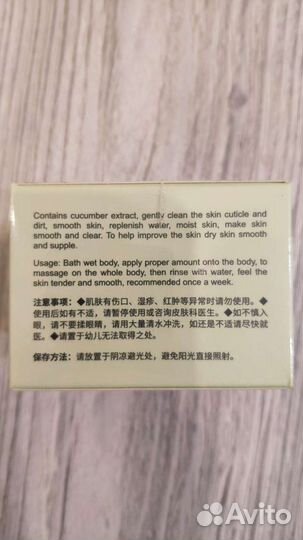 Contains cucumber extract, gently clean the skin cuticle and
dirt, smooth skin, replenish water, moist skin, make skin
smooth and clear. To help improve the skin dry skin smooth
and supple.
Usage: Bath wet body, apply proper amount onto the body, to
massage on the whole body, then rinse with water, feel the
skin tender and smooth, recommended once a week.
注意事项：◆肌肤有伤口、湿疹、红肿等异常时请勿使用。◆
使用后如有不适，请暂停使用或咨询皮肤科医生。◆如不慎入
眼，请不要揉眼睛，请用大量清水冲洗，如还是不适请尽快就
医。◆请置于幼儿无法取得之处。
保存方法：请放置于阴凉避光处，避免阳光直接照射。
Avito